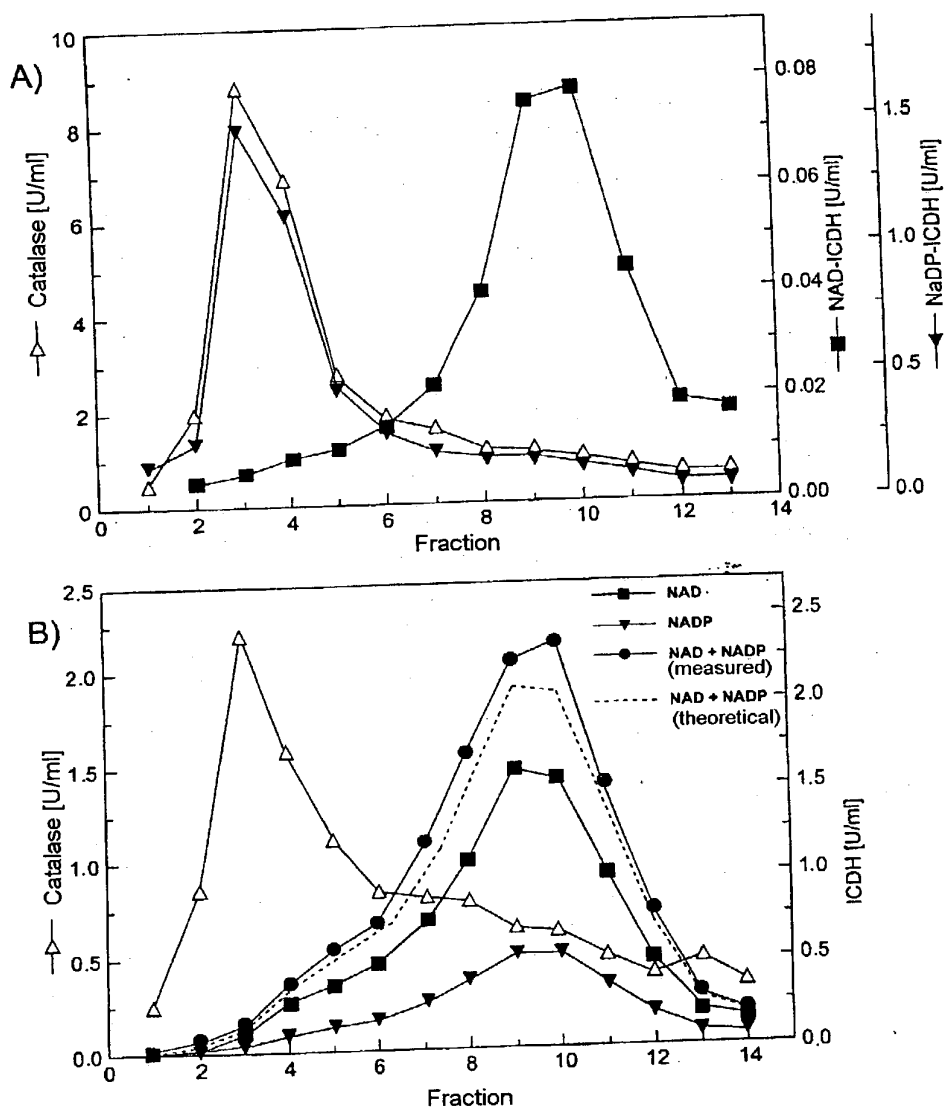 A)
10
8
6
4
2
0
Catalase [U/ml]
0.08
0.06
0.04
0.02
0.00
NAD-ICDH [U/ml]
1.5
1.0
0.5
0.0
NaDP-ICDH [U/ml]
0 2 4 6 8 10 12 14
Fraction
B)
2.5
2.0
1.5
1.0
0.5
0.0
Catalase [U/ml]
NAD
NADP
NAD + NADP
(measured)
NAD + NADP
(theoretical)
2.5
2.0
1.5
1.0
0.5
0.0
ICDH [U/ml]
0 2 4 6 8 10 12 14
Fraction